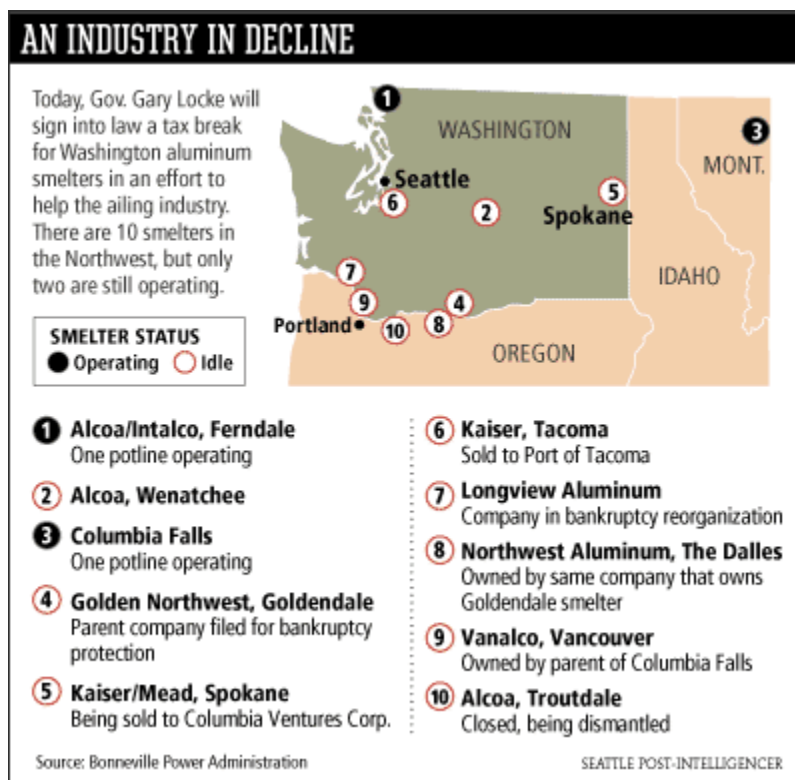 AN INDUSTRY IN DECLINE
Today, Gov. Gary Locke will
sign into law a tax break
for Washington aluminum
smelters in an effort to
help the ailing industry.
There are 10 smelters in
the Northwest, but only
two are still operating.
SMELTER STATUS
Operating Idle
1
WASHINGTON
3
MONT.
Seattle
6
2
5
Spokane
7
IDAHO
9
4
Portland
10
8
OREGON
1 Alcoa/Intalco, Ferndale
One potline operating
2 Alcoa, Wenatchee
3 Columbia Falls
One potline operating
4 Golden Northwest, Goldendale
Parent company filed for bankruptcy
protection
5 Kaiser/Mead, Spokane
Being sold to Columbia Ventures Corp.
6 Kaiser, Tacoma
Sold to Port of Tacoma
7 Longview Aluminum
Company in bankruptcy reorganization
8 Northwest Aluminum, The Dalles
Owned by same company that owns
Goldendale smelter
9 Vanalco, Vancouver
Owned by parent of Columbia Falls
10 Alcoa, Troutdale
Closed, being dismantled
Source: Bonneville Power Administration
SEATTLE POST-INTELLIGENCER